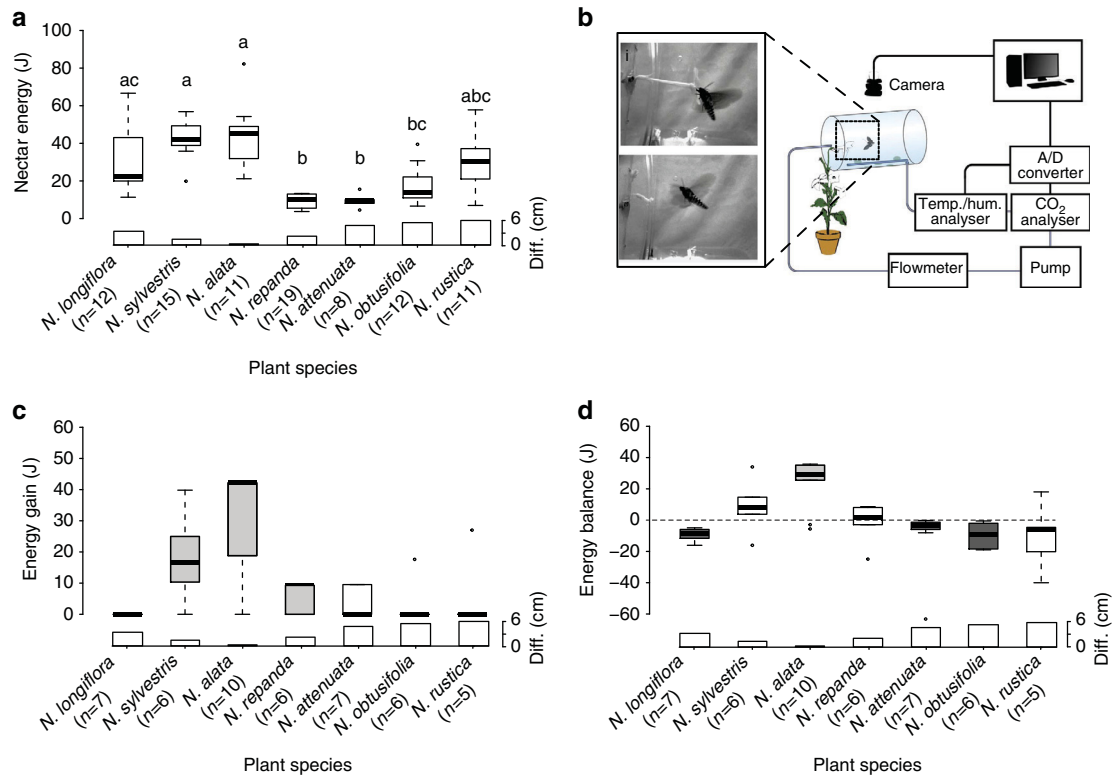 a
Nectar energy (J)
100
80
60
40
20
0
ac
a
a
b
b
bc
abc
6
0
Diff. (cm)
N. longiflora
(n=12)
N. sylvestris
(n=15)
N. alata
(n=11)
N. repanda
(n=19)
N. attenuata
(n=8)
N. obtusifolia
(n=12)
N. rustica
(n=11)
Plant species
b
i
Camera
A/D
converter
Temp./hum.
analyser
CO2
analyser
Flowmeter
Pump
c
Energy gain (J)
60
50
40
30
20
10
0
6
0
Diff. (cm)
N. longiflora
(n=7)
N. sylvestris
(n=6)
N. alata
(n=10)
N. repanda
(n=6)
N. attenuata
(n=7)
N. obtusifolia
(n=6)
N. rustica
(n=5)
Plant species
d
Energy balance (J)
60
40
20
0
−20
−40
−60
6
0
Diff. (cm)
N. longiflora
(n=7)
N. sylvestris
(n=6)
N. alata
(n=10)
N. repanda
(n=6)
N. attenuata
(n=7)
N. obtusifolia
(n=6)
N. rustica
(n=5)
Plant species